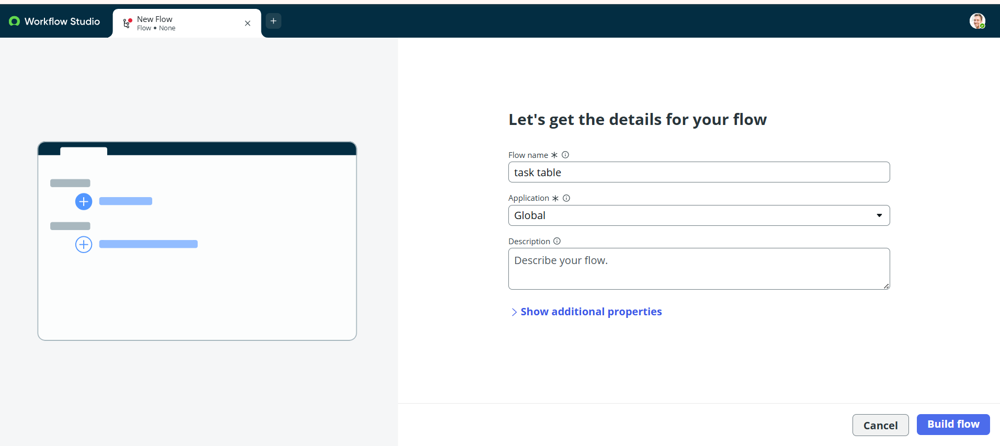 Workflow Studio
New Flow
Flow • None
Let's get the details for your flow
Flow name *
task table
Application *
Global
Description
Describe your flow.
Show additional properties
Cancel
Build flow